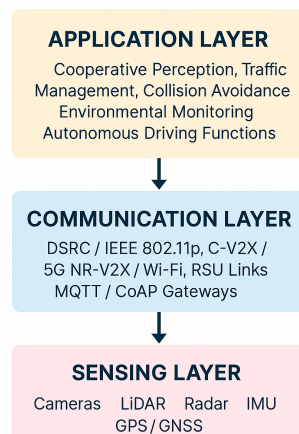 APPLICATION LAYER
Cooperative Perception, Traffic
Management, Collision Avoidance
Environmental Monitoring
Autonomous Driving Functions
COMMUNICATION LAYER
DSRC / IEEE 802.11p, C-V2X /
5G NR-V2X / Wi-Fi, RSU Links
MQTT / CoAP Gateways
SENSING LAYER
Cameras LiDAR Radar IMU
GPS / GNSS